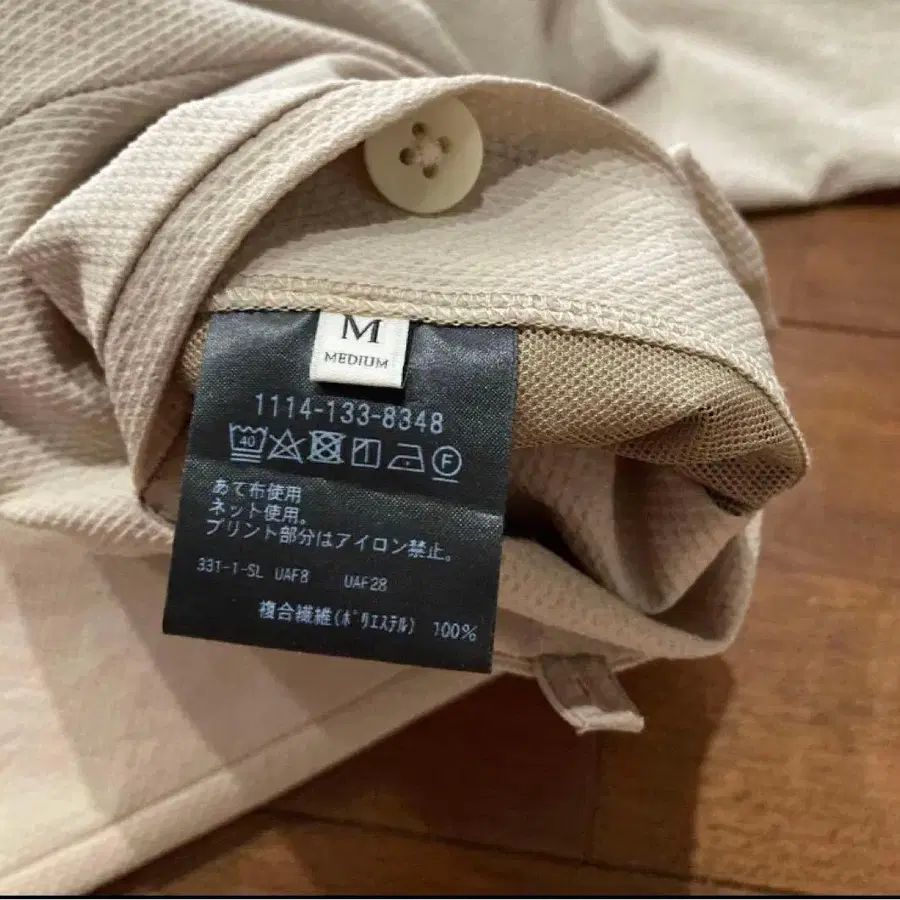 M
MEDIUM
1114-133-8348
40 F
あて布使用
ネット使用。
プリント部分はアイロン禁止。
331-1-SL UAF8 UAF28
複合繊維(ポリエステル) 100%